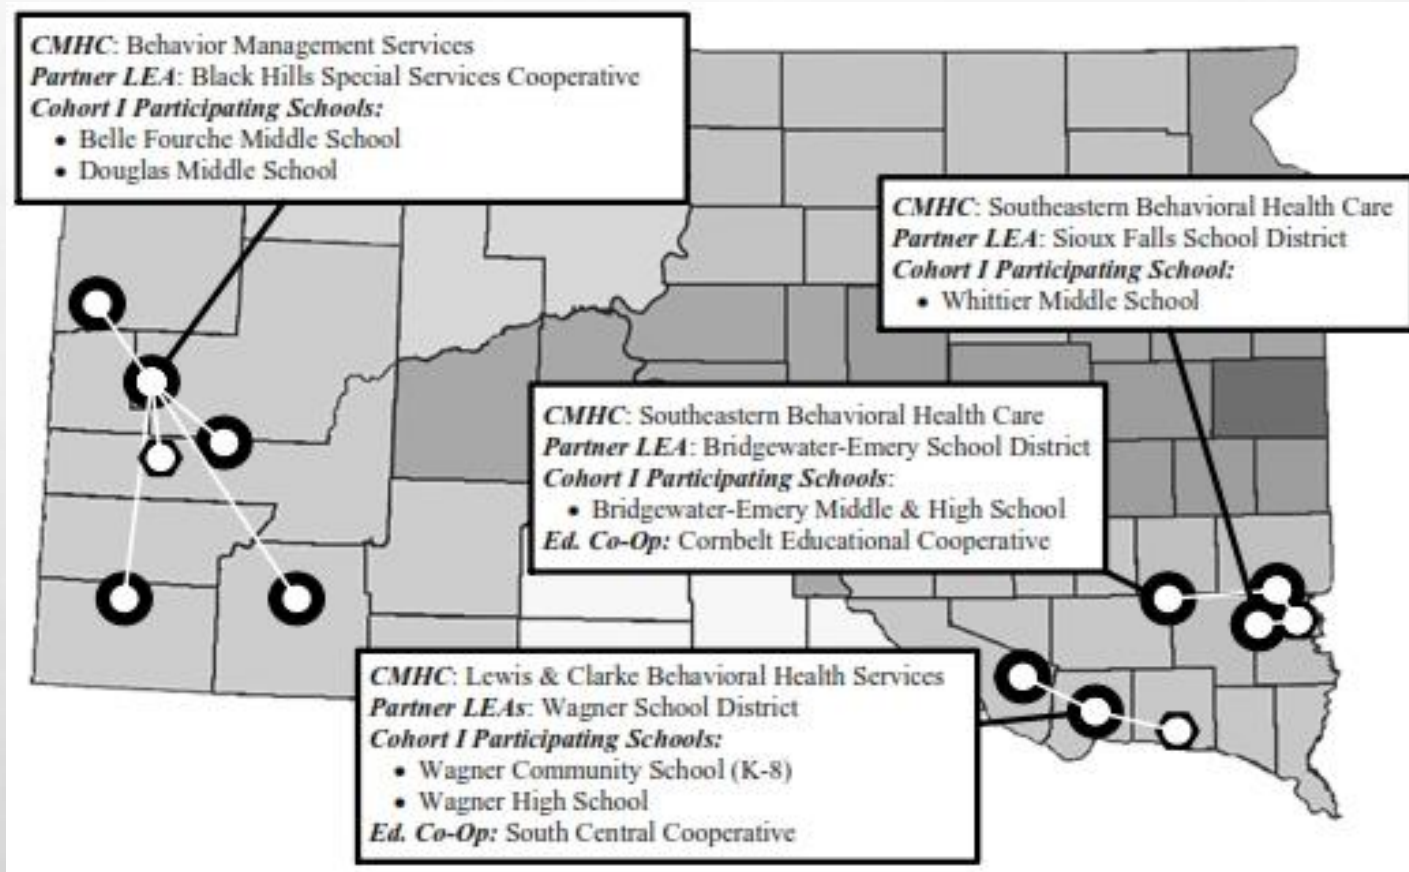 CMHC: Behavior Management Services
Partner LEA: Black Hills Special Services Cooperative
Cohort I Participating Schools:
• Belle Fourche Middle School
• Douglas Middle School
CMHC: Southeastern Behavioral Health Care
Partner LEA: Sioux Falls School District
Cohort I Participating School:
• Whittier Middle School
CMHC: Southeastern Behavioral Health Care
Partner LEA: Bridgewater-Emery School District
Cohort I Participating Schools:
• Bridgewater-Emery Middle & High School
Ed. Co-Op: Cornbelt Educational Cooperative
CMHC: Lewis & Clarke Behavioral Health Services
Partner LEAs: Wagner School District
Cohort I Participating Schools:
• Wagner Community School (K-8)
• Wagner High School
Ed. Co-Op: South Central Cooperative